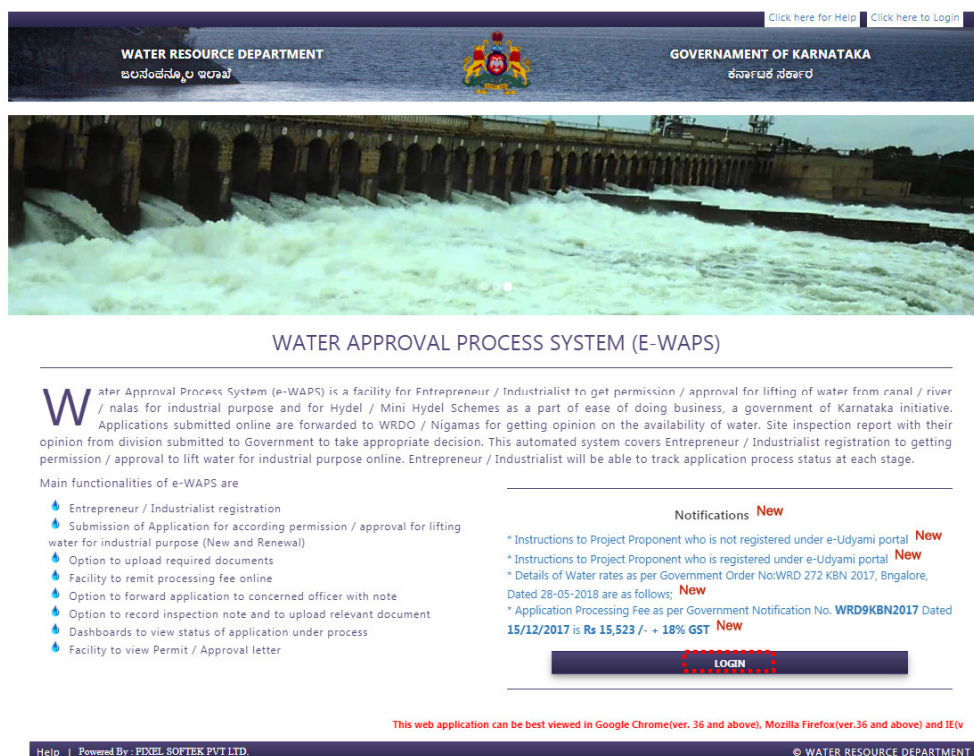 Click here for Help Click here to Login
WATER RESOURCE DEPARTMENT
ಜಲಸಂಪನ್ಮೂಲ ಇಲಾಖೆ
GOVERNAMENT OF KARNATAKA
ಕರ್ನಾಟಕ ಸರ್ಕಾರ
WATER APPROVAL PROCESS SYSTEM (E-WAPS)
Water Approval Process System (e-WAPS) is a facility for Entrepreneur / Industrialist to get permission / approval for lifting of water from canal / river
/ nalas for industrial purpose and for Hydel / Mini Hydel Schemes as a part of ease of doing business, a government of Karnataka initiative.
Applications submitted online are forwarded to WRDO / Nigamas for getting opinion on the availability of water. Site inspection report with their
opinion from division submitted to Government to take appropriate decision. This automated system covers Entrepreneur / Industrialist registration to getting
permission / approval to lift water for industrial purpose online. Entrepreneur / Industrialist will be able to track application process status at each stage.
Main functionalities of e-WAPS are
Entrepreneur / Industrialist registration
Submission of Application for according permission / approval for lifting
water for industrial purpose (New and Renewal)
Option to upload required documents
Facility to remit processing fee online
Option to forward application to concerned officer with note
Option to record inspection note and to upload relevant document
Dashboards to view status of application under process
Facility to view Permit / Approval letter
Notifications New
* Instructions to Project Proponent who is not registered under e-Udyami portal New
* Instructions to Project Proponent who is registered under e-Udyami portal New
* Details of Water rates as per Government Order No:WRD 272 KBN 2017, Bngalore,
Dated 28-05-2018 are as follows; New
* Application Processing Fee as per Government Notification No. WRD9KBN2017 Dated
15/12/2017 is Rs 15,523 /- + 18% GST New
LOGIN
This web application can be best viewed in Google Chrome(ver. 36 and above), Mozilla Firefox(ver.36 and above) and IE(v
Help | Powered By : PIXEL SOFTEK PVT LTD.
© WATER RESOURCE DEPARTMENT